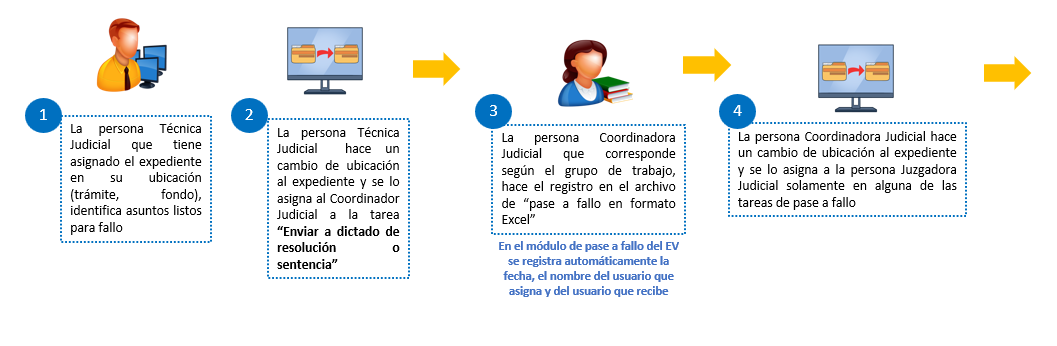 1
La persona Técnica
Judicial que tiene
asignado el expediente
en su ubicación
(trámite, fondo),
identifica asuntos listos
para fallo
2
La persona Técnica
Judicial hace un
cambio de ubicación
al expediente y se lo
asigna al Coordinador
Judicial a la tarea
“Enviar a dictado de
resolución o
sentencia”
3
La persona Coordinadora
Judicial que corresponde
según el grupo de trabajo,
hace el registro en el archivo
de “pase a fallo en formato
Excel”
En el módulo de pase a fallo del EV
se registra automáticamente la
fecha, el nombre del usuario que
asigna y del usuario que recibe
4
La persona Coordinadora Judicial hace
un cambio de ubicación al expediente
y se lo asigna a la persona Juzgadora
Judicial solamente en alguna de las
tareas de pase a fallo